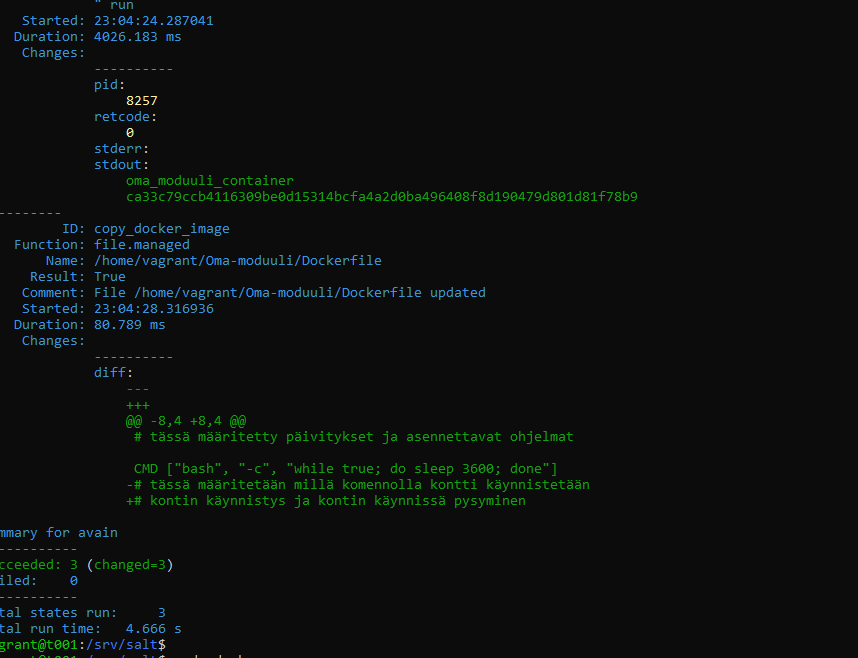 " run
Started: 23:04:24.287041
Duration: 4026.183 ms
Changes:
----------
pid:
8257
retcode:
0
stderr:
stdout:
oma_moduuli_container
ca33c79ccb4116309be0d15314bcfa4a2d0ba496408f8d190479d801d81f78b9
--------
ID: copy_docker_image
Function: file.managed
Name: /home/vagrant/Oma-moduuli/Dockerfile
Result: True
Comment: File /home/vagrant/Oma-moduuli/Dockerfile updated
Started: 23:04:28.316936
Duration: 80.789 ms
Changes:
----------
diff:
---
+++
@@ -8,4 +8,4 @@
# tässä määritetty päivitykset ja asennettavat ohjelmat
CMD ["bash", "-c", "while true; do sleep 3600; done"]
-# tässä määritetään millä komennolla kontti käynnistetään
+# kontin käynnistys ja kontin käynnissä pysyminen
mmary for avain
----------
cceeded: 3 (changed=3)
iled: 0
----------
tal states run: 3
tal run time: 4.666 s
grant@t001:/srv/salt$